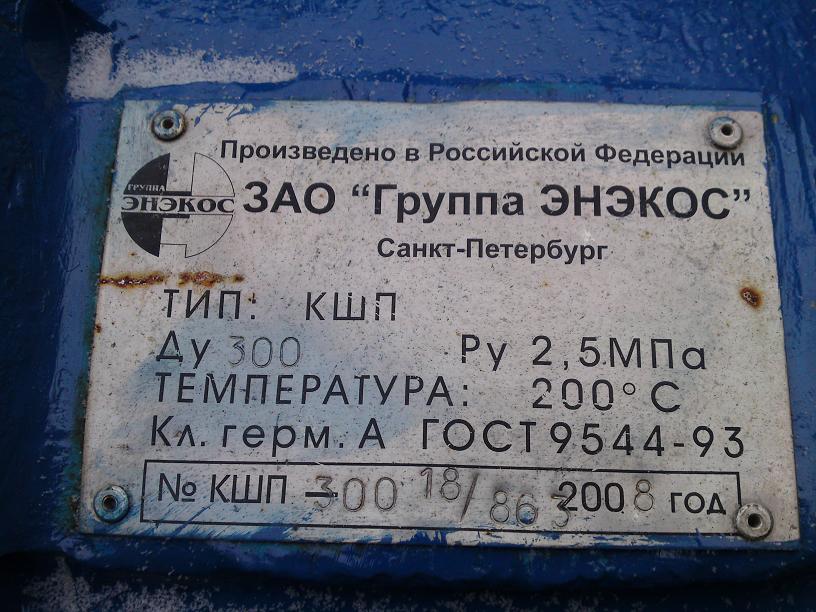 Произведено в Российской Федерации
ГРУППА
ЭНЭКОС
ЗАО "Группа ЭНЭКОС"
Санкт-Петербург
ТИП: КШП
Ду 300 Ру 2,5МПа
ТЕМПЕРАТУРА: 200°С
Кл. герм. А ГОСТ 9544-93
№ КШП -300 18/863 2008 год